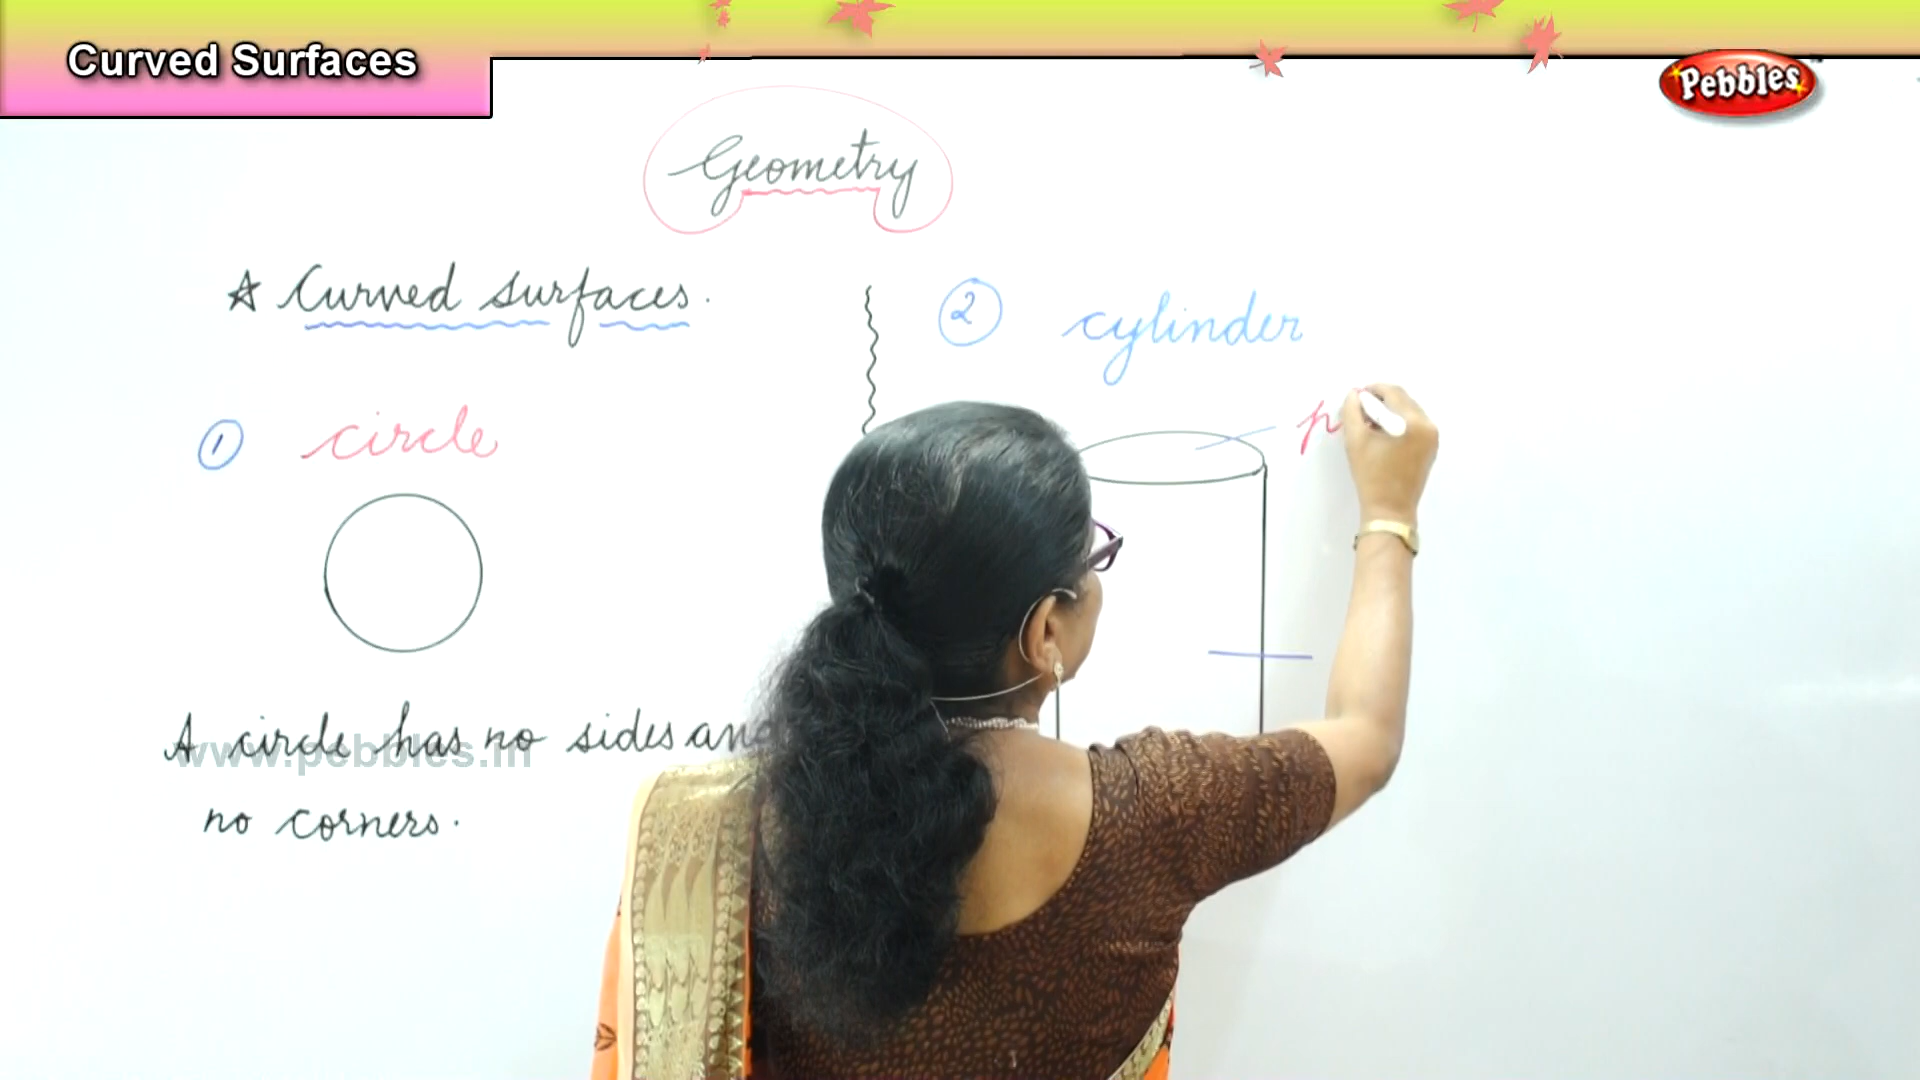 Curved Surfaces
Pebbles
Geometry
☆ Curved surfaces.
① circle
A circle has no sides and
www.pebbles.in
no corners.
② cylinder
p